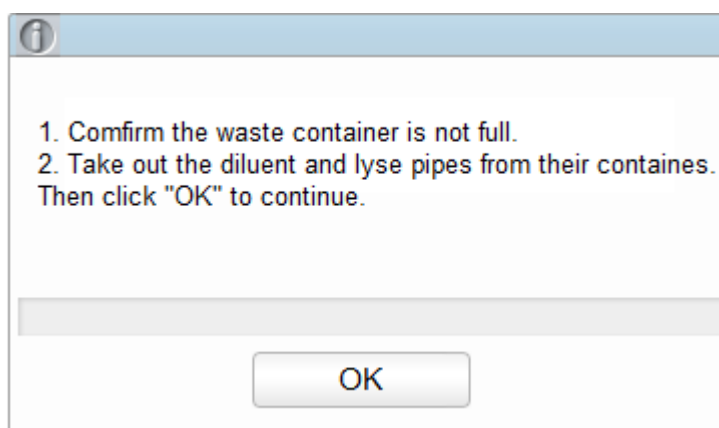 1. Comfirm the waste container is not full.
2. Take out the diluent and lyse pipes from their containes.
Then click "OK" to continue.
OK